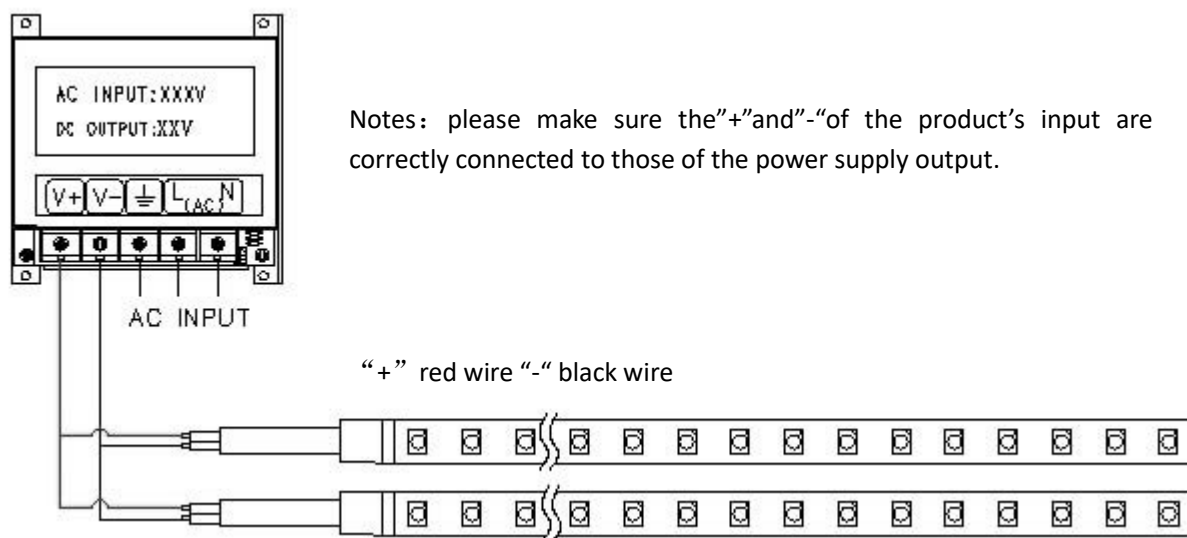 AC INPUT:XXXV
DC OUTPUT:XXV
V+ V- L(AC)N
AC INPUT
Notes： please make sure the”+”and”-“of the product’s input are
correctly connected to those of the power supply output.
“+” red wire “-“ black wire